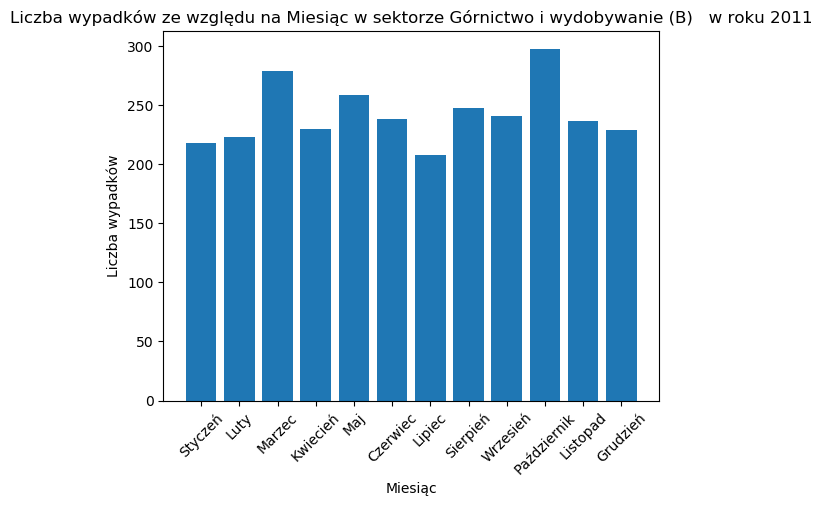 Liczba wypadków ze względu na Miesiąc w sektorze Górnictwo i wydobywanie (B)   w roku 2011
300
250
200
150
100
50
0
Liczba wypadków
Styczeń
Luty
Marzec
Kwiecień
Maj
Czerwiec
Lipiec
Sierpień
Wrzesień
Październik
Listopad
Grudzień
Miesiąc